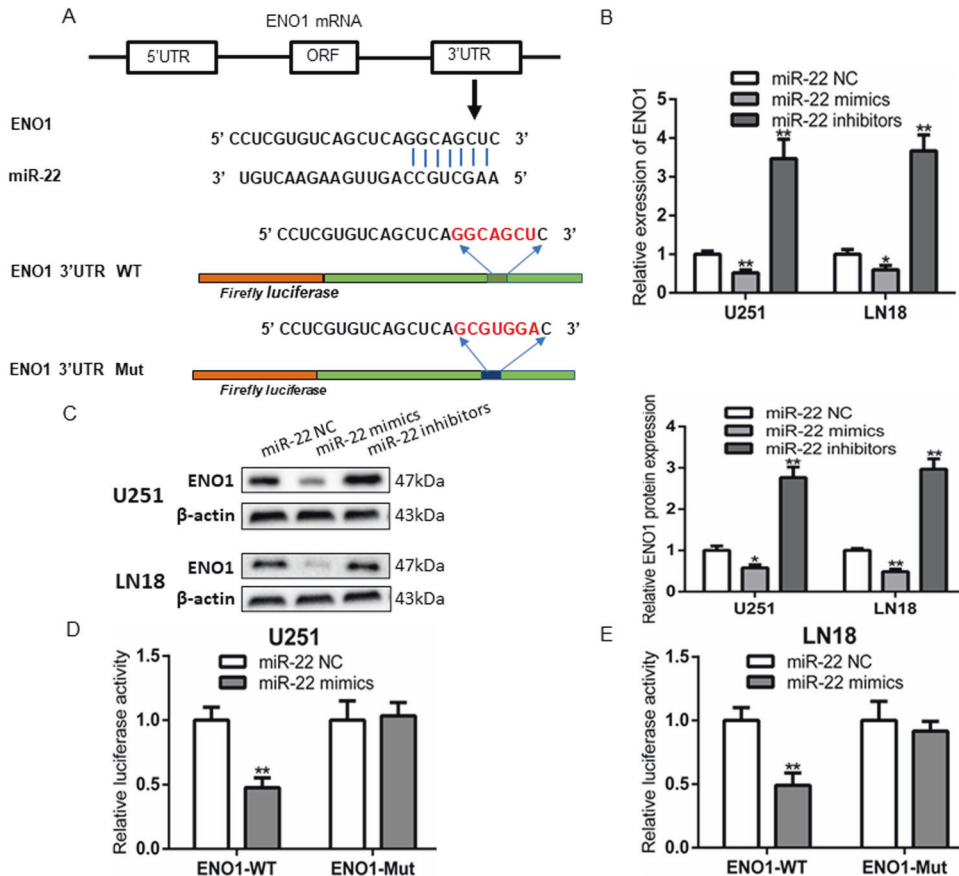 A
ENO1 mRNA
5'UTR
ORF
3'UTR
ENO1
5' CCUCGUGUCAGCUCAGGCAGCUC 3'
miR-22
3' UGUCAAGAAGUUGACCGUCGAA 5'
5' CCUCGUGUCAGCUCAGGCAGCUC 3'
ENO1 3'UTR WT
Firefly luciferase
5' CCUCGUGUCAGCUCAGCGUGGAC 3'
ENO1 3'UTR Mut
Firefly luciferase
B
miR-22 NC
miR-22 mimics
miR-22 inhibitors
Relative exression of ENO1
5
4
3
2
1
0
**
**
**
*
U251
LN18
C
miR-22 NC
miR-22 mimics
miR-22 inhibitors
U251
ENO1
47kDa
β-actin
43kDa
LN18
ENO1
47kDa
β-actin
43kDa
miR-22 NC
miR-22 mimics
miR-22 inhibitors
Relative ENO1 protein expression
4
3
2
1
0
*
**
**
**
U251
LN18
D
U251
miR-22 NC
miR-22 mimics
Relative luciferase activity
1.5
1.0
0.5
0.0
**
ENO1-WT
ENO1-Mut
E
LN18
miR-22 NC
miR-22 mimics
Relative luciferase activity
1.5
1.0
0.5
0.0
**
ENO1-WT
ENO1-Mut